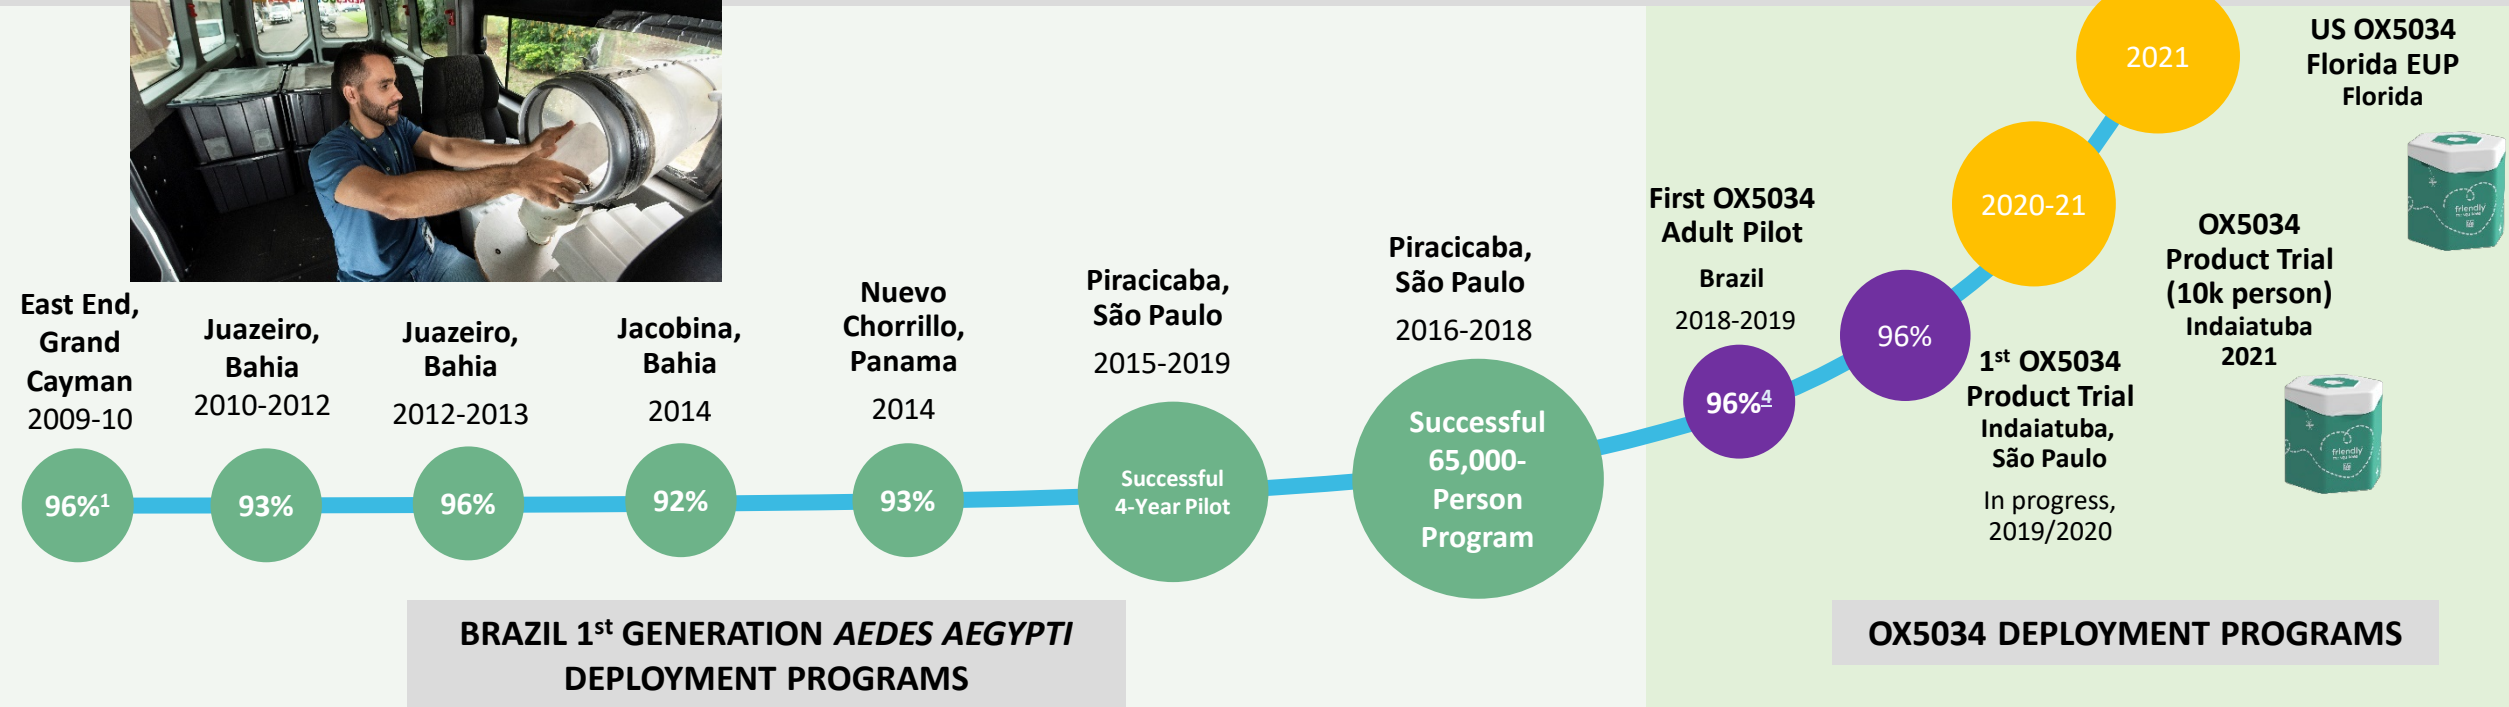 East End,
Grand
Cayman
2009-10
96%¹
Juazeiro,
Bahia
2010-2012
93%
Juazeiro,
Bahia
2012-2013
96%
Jacobina,
Bahia
2014
92%
Nuevo
Chorrillo,
Panama
2014
93%
Piracicaba,
São Paulo
2015-2019
Successful
4-Year Pilot
Piracicaba,
São Paulo
2016-2018
Successful
65,000-
Person
Program
BRAZIL 1st GENERATION AEDES AEGYPTI
DEPLOYMENT PROGRAMS
First OX5034
Adult Pilot
Brazil
2018-2019
96%⁴
96%
1st OX5034
Product Trial
Indaiatuba,
São Paulo
In progress,
2019/2020
2020-21
OX5034
Product Trial
(10k person)
Indaiatuba
2021
friendly
2021
US OX5034
Florida EUP
Florida
friendly
OX5034 DEPLOYMENT PROGRAMS